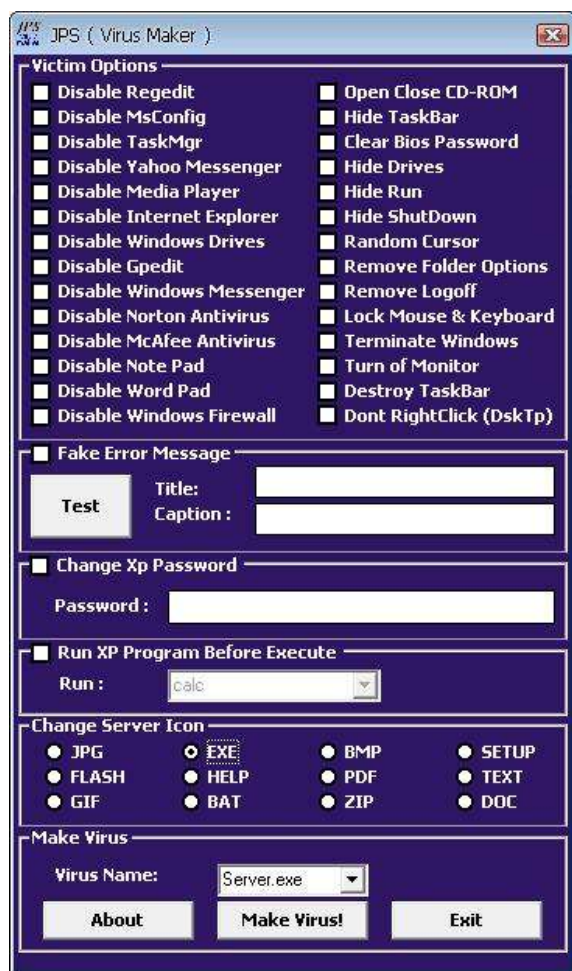 JPS ( Virus Maker )
Victim Options
Disable Regedit
Disable MsConfig
Disable TaskMgr
Disable Yahoo Messenger
Disable Media Player
Disable Internet Explorer
Disable Windows Drives
Disable Gpedit
Disable Windows Messenger
Disable Norton Antivirus
Disable McAfee Antivirus
Disable Note Pad
Disable Word Pad
Disable Windows Firewall
Open Close CD-ROM
Hide TaskBar
Clear Bios Password
Hide Drives
Hide Run
Hide ShutDown
Random Cursor
Remove Folder Options
Remove Logoff
Lock Mouse & Keyboard
Terminate Windows
Turn of Monitor
Destroy TaskBar
Dont RightClick (DskTp)
Fake Error Message
Test
Title:
Caption :
Change Xp Password
Password :
Run XP Program Before Execute
Run : calc
Change Server Icon
JPG EXE BMP SETUP
FLASH HELP PDF TEXT
GIF BAT ZIP DOC
Make Virus
Virus Name: Server.exe
About Make Virus! Exit